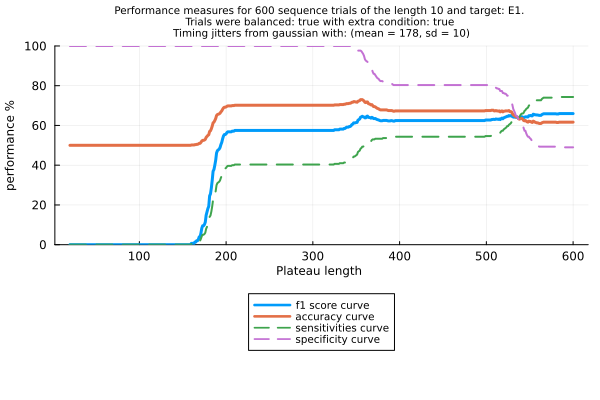 Performance measures for 600 sequence trials of the length 10 and target: E1.
Trials were balanced: true with extra condition: true
Timing jitters from gaussian with: (mean = 178, sd = 10)
100
80
60
40
20
0
performance %
100 200 300 400 500 600
Plateau length
f1 score curve
accuracy curve
sensitivities curve
specificity curve